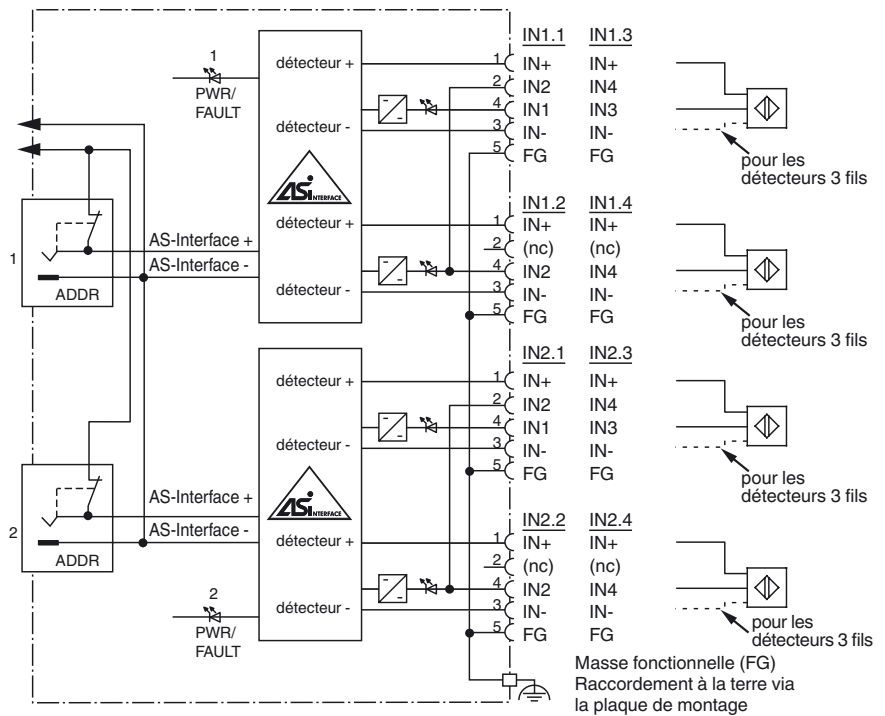 IN1.1 IN1.3
1 IN+ IN+
2 IN2 IN4
4 IN1 IN3
3 IN- IN-
5 FG FG
1
PWR/
FAULT
détecteur +
détecteur -
ASi INTERFACE
détecteur +
détecteur -
pour les
détecteurs 3 fils
IN1.2 IN1.4
1 IN+ IN+
2 (nc) (nc)
4 IN2 IN4
3 IN- IN-
5 FG FG
1
AS-Interface +
AS-Interface -
ADDR
pour les
détecteurs 3 fils
IN2.1 IN2.3
1 IN+ IN+
2 IN2 IN4
4 IN1 IN3
3 IN- IN-
5 FG FG
détecteur +
détecteur -
ASi INTERFACE
détecteur +
détecteur -
pour les
détecteurs 3 fils
2
AS-Interface +
AS-Interface -
ADDR
IN2.2 IN2.4
1 IN+ IN+
2 (nc) (nc)
4 IN2 IN4
3 IN- IN-
5 FG FG
2
PWR/
FAULT
pour les
détecteurs 3 fils
Masse fonctionnelle (FG)
Raccordement à la terre via
la plaque de montage